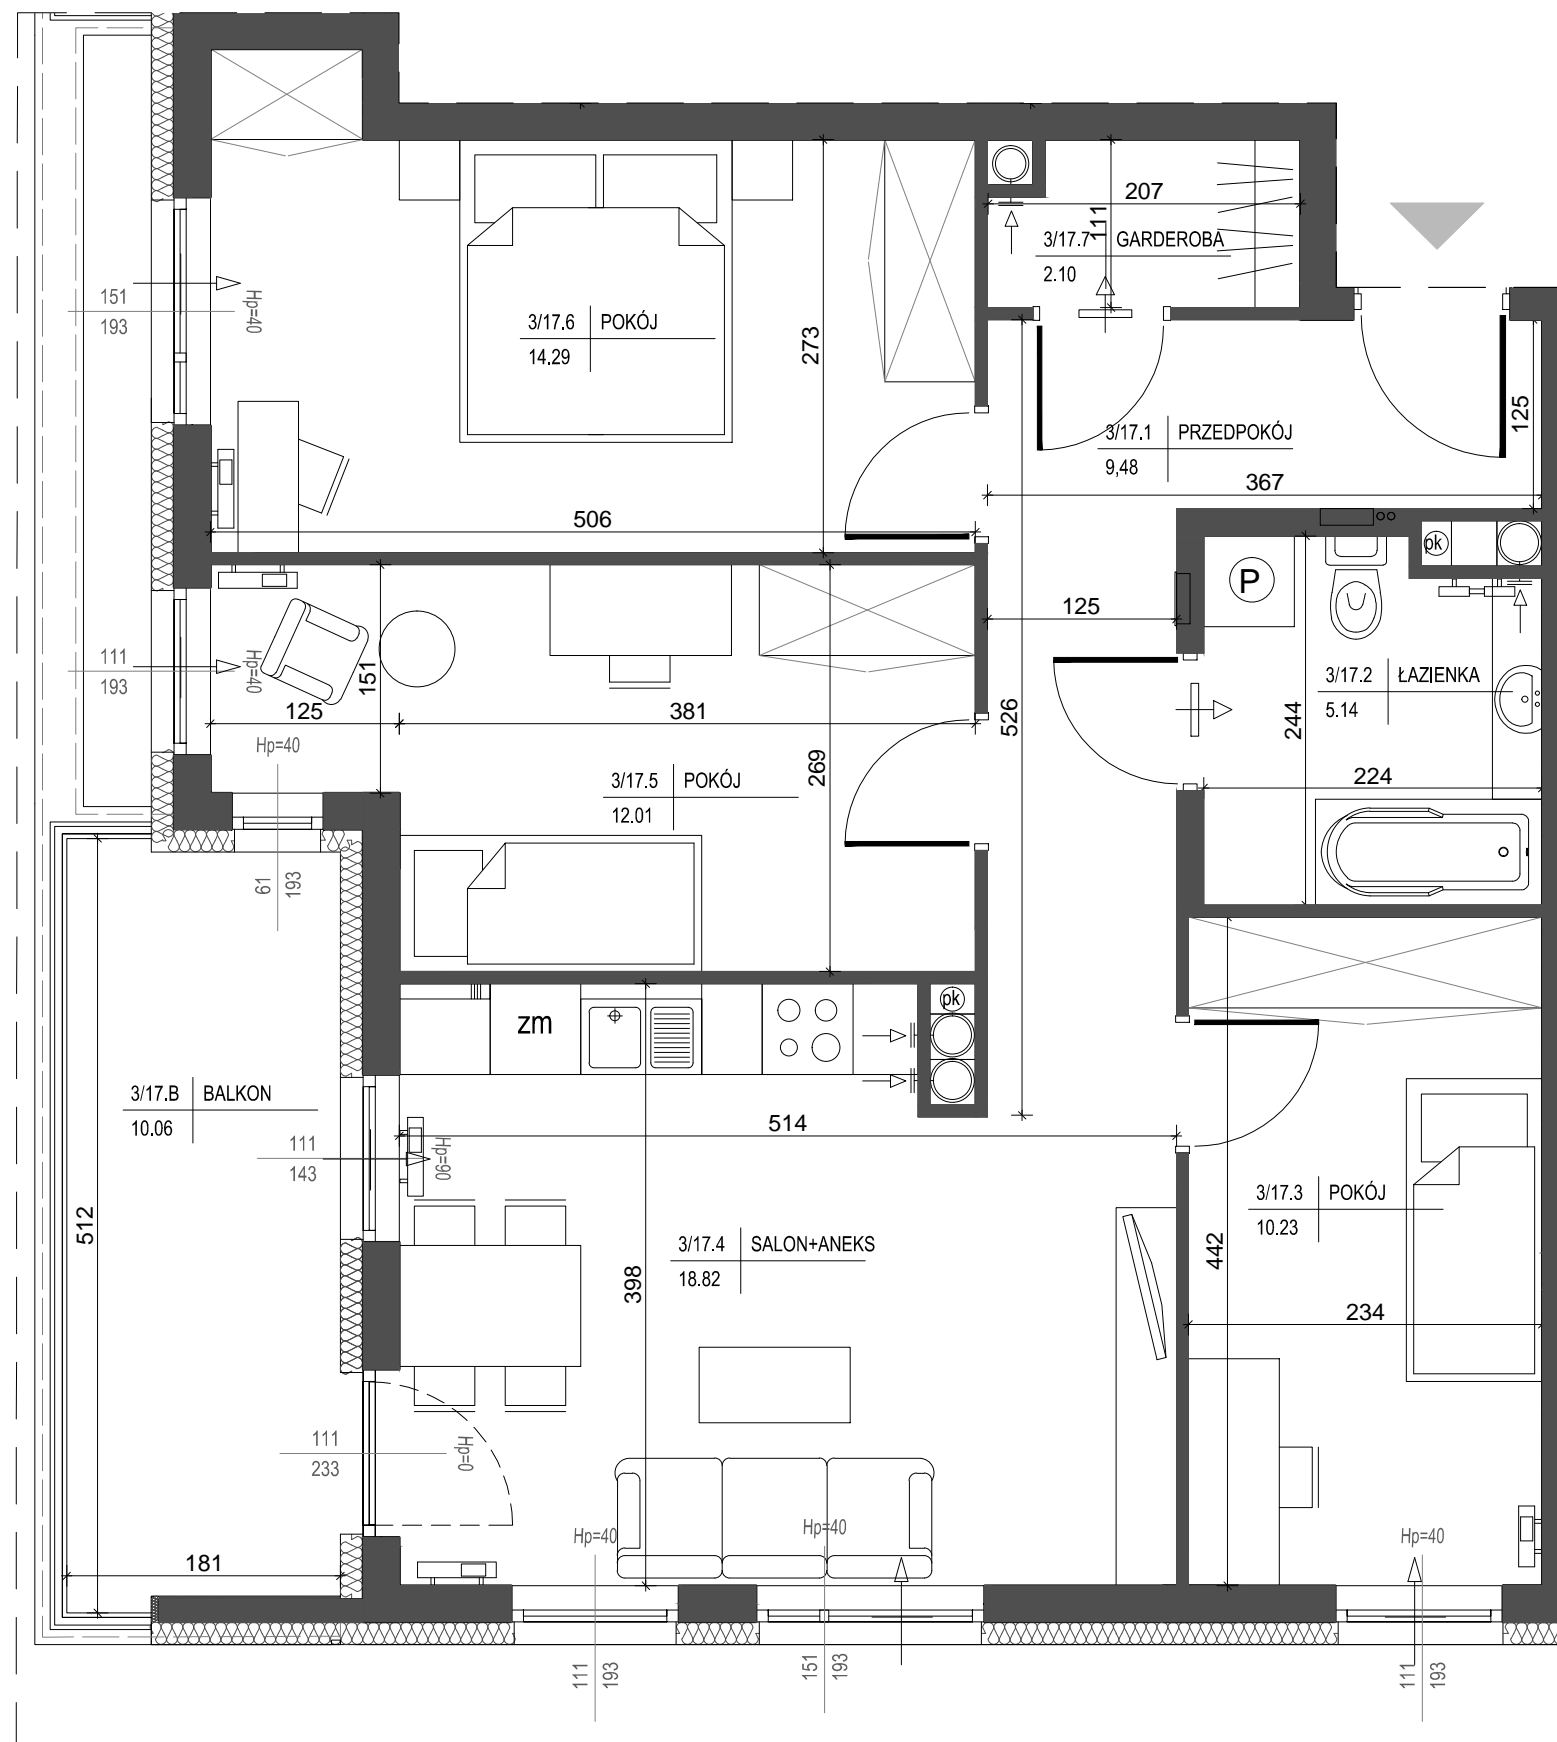 207
111
3/17.7 GARDEROBA
2.10
151
193
Hp=40
3/17.6 POKÓJ
14.29
273
125
3/17.1 PRZEDPOKÓJ
9,48
367
506
pk
P
125
111
193
Hp=40
151
125
381
526
3/17.2 ŁAZIENKA
5.14
244
224
Hp=40
269
3/17.5 POKÓJ
12.01
61
193
zm
pk
3/17.B BALKON
10.06
514
111
143
Hp=90
512
3/17.3 POKÓJ
10.23
3/17.4 SALON+ANEKS
18.82
398
442
234
111
233
Hp=0
181
Hp=40
Hp=40
Hp=40
111
193
151
193
111
193